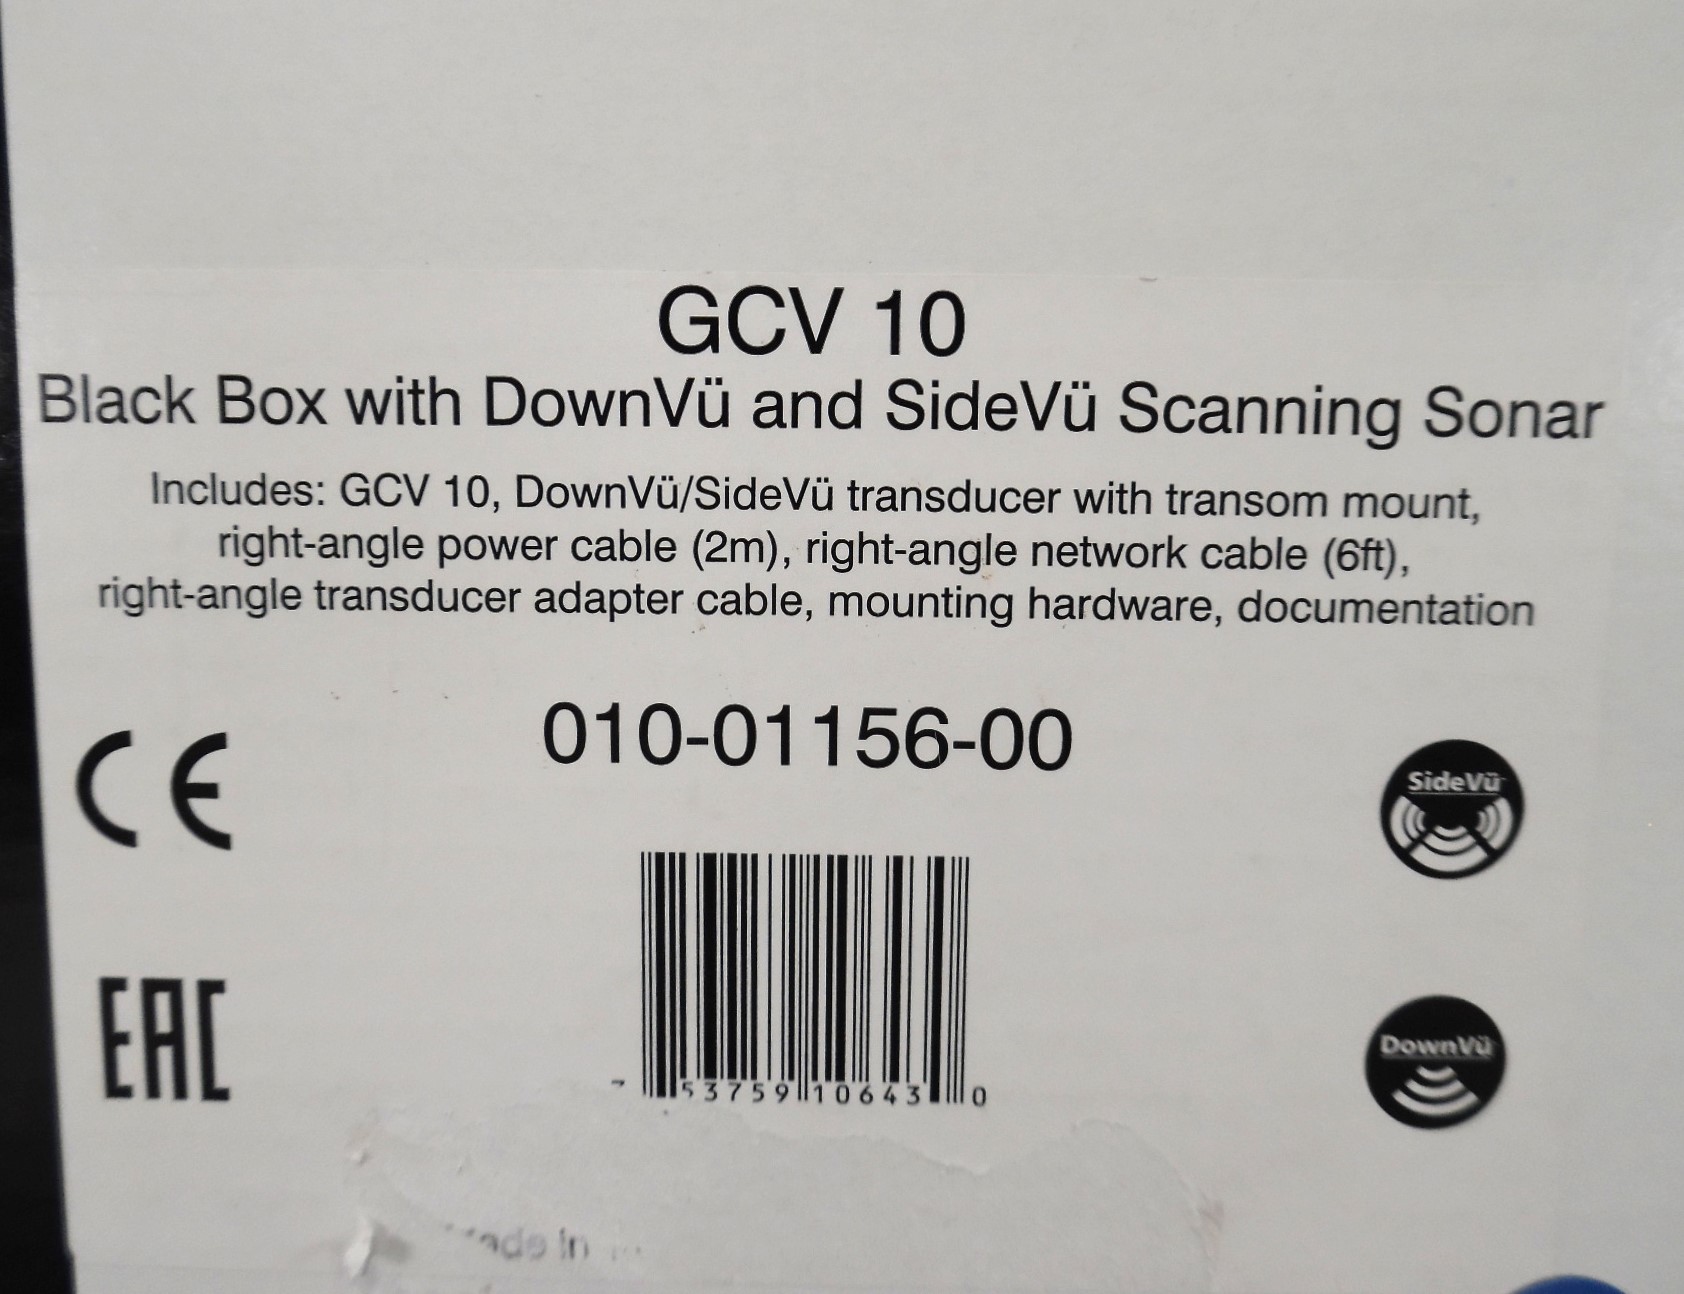 GCV 10
Black Box with DownVü and SideVü Scanning Sonar
Includes: GCV 10, DownVü/SideVü transducer with transom mount,
right-angle power cable (2m), right-angle network cable (6ft),
right-angle transducer adapter cable, mounting hardware, documentation
010-01156-00
CE
SideVü
EAC
DownVü
7 53759 10643 0
in